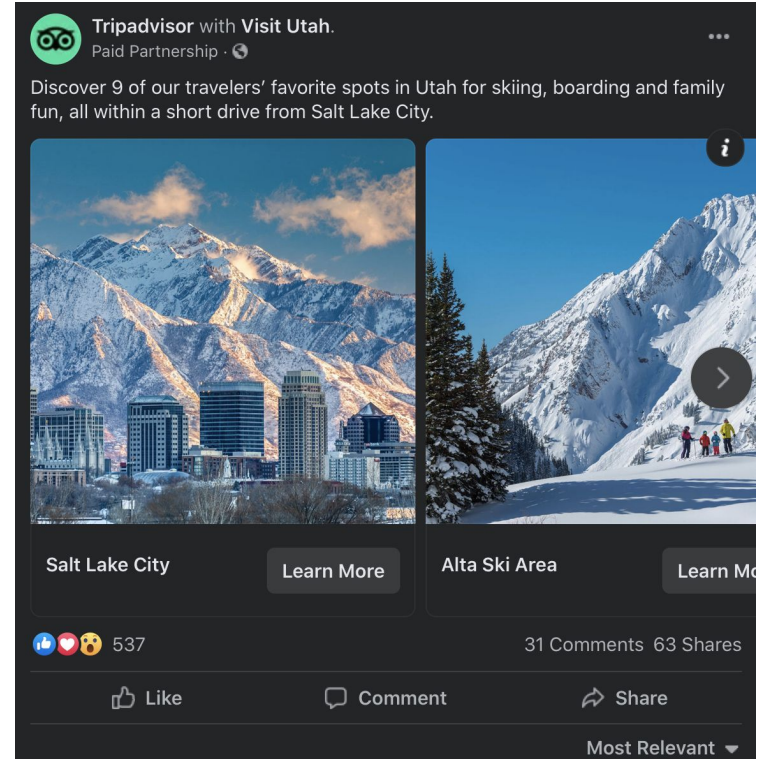 Tripadvisor with Visit Utah.
Paid Partnership ·
Discover 9 of our travelers’ favorite spots in Utah for skiing, boarding and family
fun, all within a short drive from Salt Lake City.
i
Salt Lake City
Learn More
Alta Ski Area
Learn Mo
537
31 Comments 63 Shares
Like
Comment
Share
Most Relevant